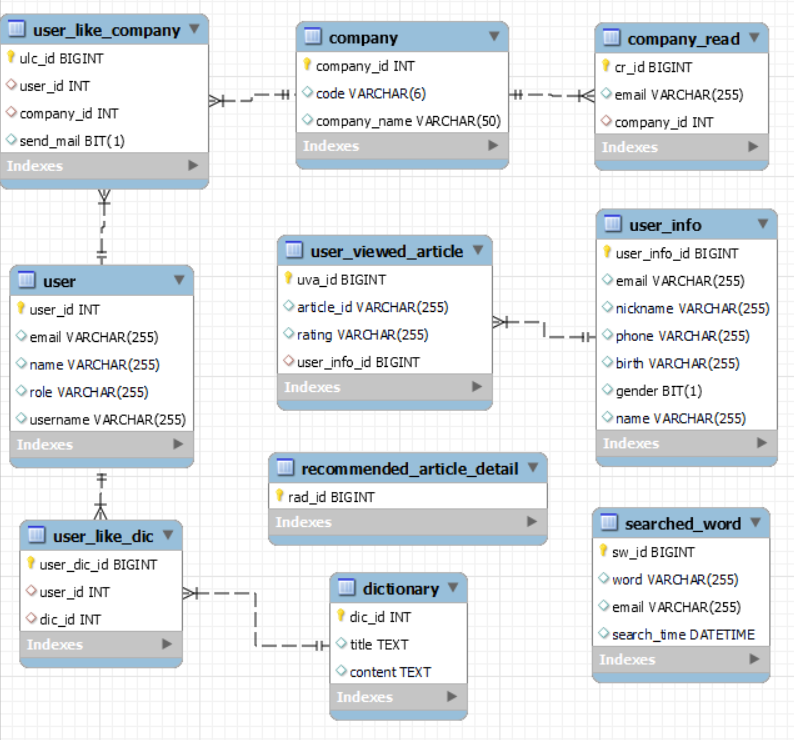 user_like_company
ulc_id BIGINT
user_id INT
company_id INT
send_mail BIT(1)
Indexes
company
company_id INT
code VARCHAR(6)
company_name VARCHAR(50)
Indexes
company_read
cr_id BIGINT
email VARCHAR(255)
company_id INT
Indexes
user
user_id INT
email VARCHAR(255)
name VARCHAR(255)
role VARCHAR(255)
username VARCHAR(255)
Indexes
user_viewed_article
uva_id BIGINT
article_id VARCHAR(255)
rating VARCHAR(255)
user_info_id BIGINT
Indexes
user_info
user_info_id BIGINT
email VARCHAR(255)
nickname VARCHAR(255)
phone VARCHAR(255)
birth VARCHAR(255)
gender BIT(1)
name VARCHAR(255)
Indexes
recommended_article_detail
rad_id BIGINT
Indexes
user_like_dic
user_dic_id BIGINT
user_id INT
dic_id INT
Indexes
dictionary
dic_id INT
title TEXT
content TEXT
Indexes
searched_word
sw_id BIGINT
word VARCHAR(255)
email VARCHAR(255)
search_time DATETIME
Indexes